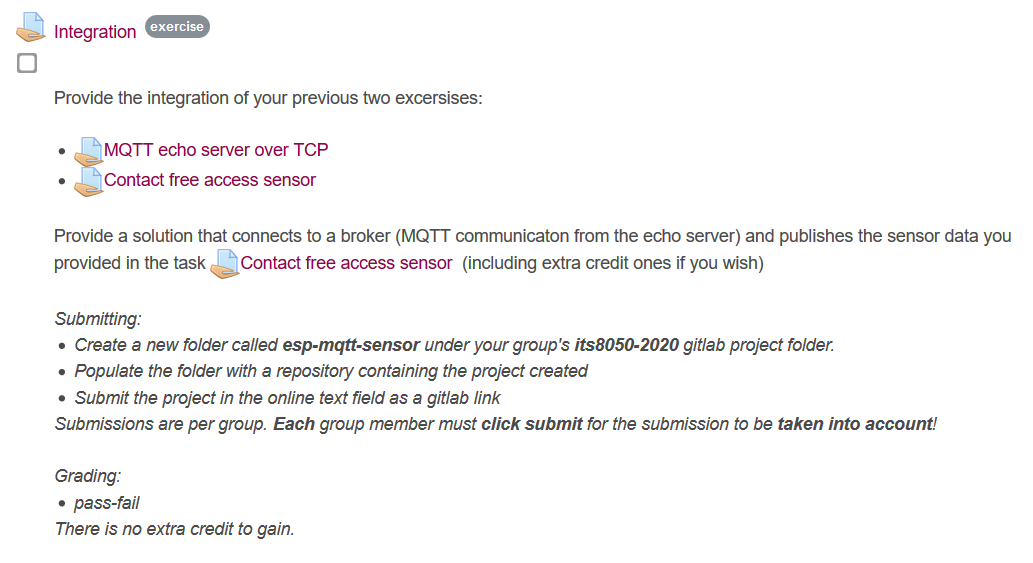 Integration exercise
Provide the integration of your previous two excersises:
MQTT echo server over TCP
Contact free access sensor
Provide a solution that connects to a broker (MQTT communicaton from the echo server) and publishes the sensor data you
provided in the task Contact free access sensor (including extra credit ones if you wish)
Submitting:
• Create a new folder called esp-mqtt-sensor under your group's its8050-2020 gitlab project folder.
• Populate the folder with a repository containing the project created
• Submit the project in the online text field as a gitlab link
Submissions are per group. Each group member must click submit for the submission to be taken into account!
Grading:
• pass-fail
There is no extra credit to gain.